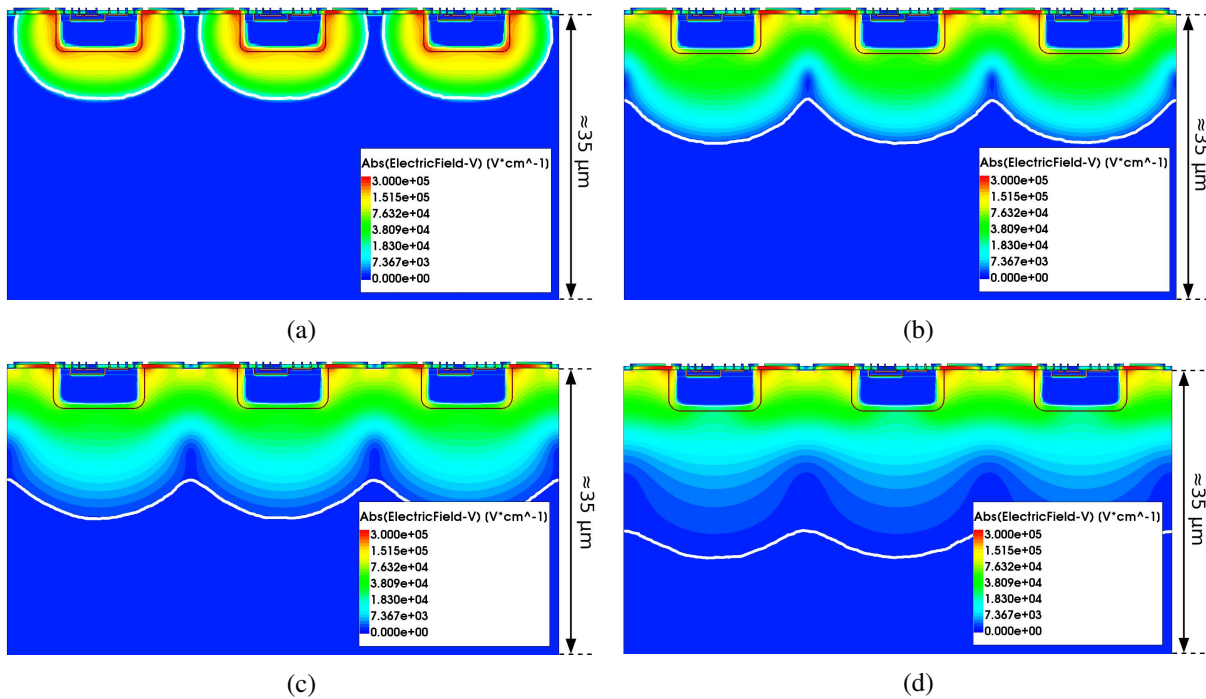 ≈35 μm
Abs(ElectricField-V) (V*cm^-1)
3.000e+05
1.515e+05
7.632e+04
3.809e+04
1.830e+04
7.367e+03
0.000e+00
(a)
≈35 μm
Abs(ElectricField-V) (V*cm^-1)
3.000e+05
1.515e+05
7.632e+04
3.809e+04
1.830e+04
7.367e+03
0.000e+00
(b)
≈35 μm
Abs(ElectricField-V) (V*cm^-1)
3.000e+05
1.515e+05
7.632e+04
3.809e+04
1.830e+04
7.367e+03
0.000e+00
(c)
≈35 μm
Abs(ElectricField-V) (V*cm^-1)
3.000e+05
1.515e+05
7.632e+04
3.809e+04
1.830e+04
7.367e+03
0.000e+00
(d)